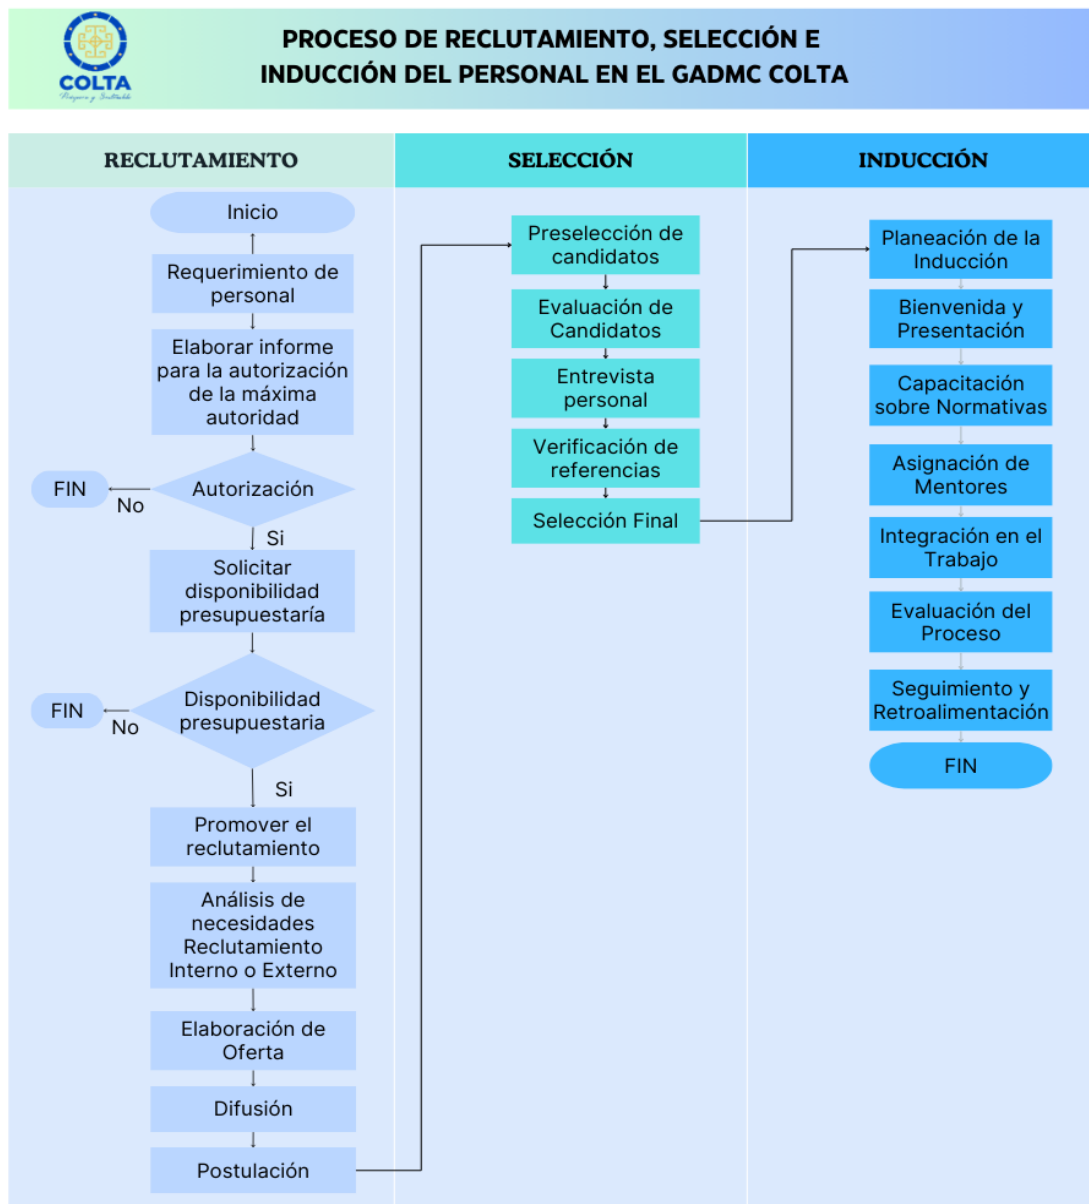 COLTA
PROCESO DE RECLUTAMIENTO, SELECCIÓN E
INDUCCIÓN DEL PERSONAL EN EL GADMC COLTA
RECLUTAMIENTO
Inicio
Requerimiento de
personal
Elaborar informe
para la autorización
de la máxima
autoridad
Autorización
FIN
No
Si
Solicitar
disponibilidad
presupuestaría
Disponibilidad
presupuestaria
FIN
No
Si
Promover el
reclutamiento
Análisis de
necesidades
Reclutamiento
Interno o Externo
Elaboración de
Oferta
Difusión
Postulación
SELECCIÓN
Preselección de
candidatos
Evaluación de
Candidatos
Entrevista
personal
Verificación de
referencias
Selección Final
INDUCCIÓN
Planeación de la
Inducción
Bienvenida y
Presentación
Capacitación
sobre Normativas
Asignación de
Mentores
Integración en el
Trabajo
Evaluación del
Proceso
Seguimiento y
Retroalimentación
FIN